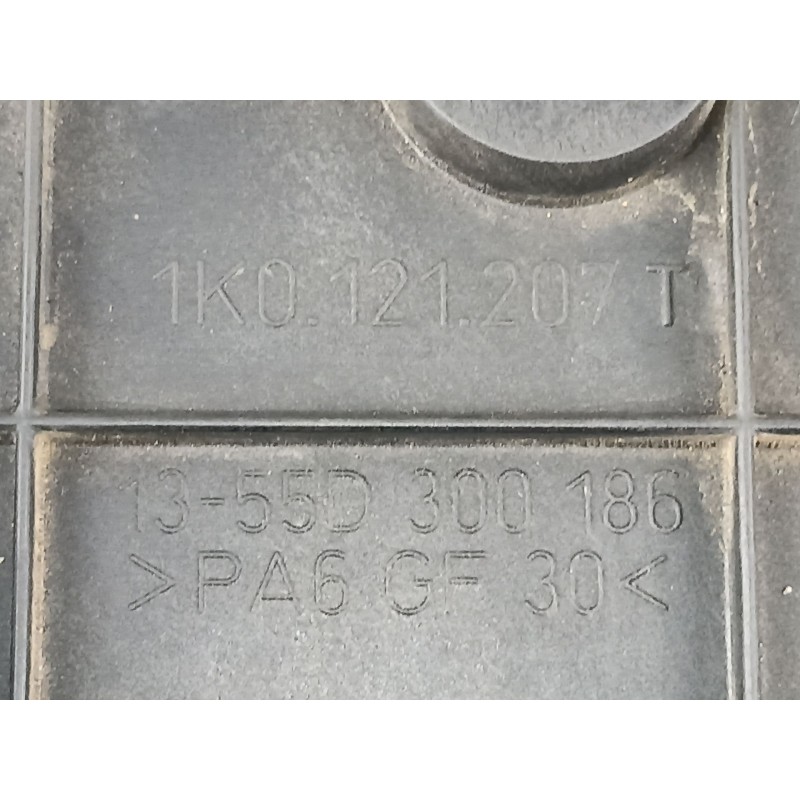 1K0.121.207 T
13-55D 300 186
>PA6 GF 30<